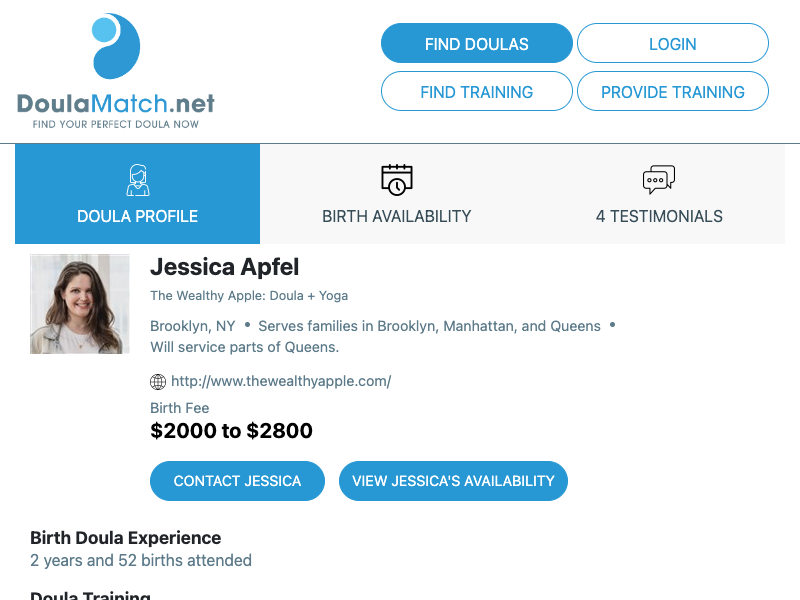 DoulaMatch.net
FIND YOUR PERFECT DOULA NOW
FIND DOULAS
LOGIN
FIND TRAINING
PROVIDE TRAINING
DOULA PROFILE
BIRTH AVAILABILITY
4 TESTIMONIALS
Jessica Apfel
The Wealthy Apple: Doula + Yoga
Brooklyn, NY • Serves families in Brooklyn, Manhattan, and Queens •
Will service parts of Queens.
http://www.thewealthyapple.com/
Birth Fee
$2000 to $2800
CONTACT JESSICA
VIEW JESSICA'S AVAILABILITY
Birth Doula Experience
2 years and 52 births attended
Doula Training